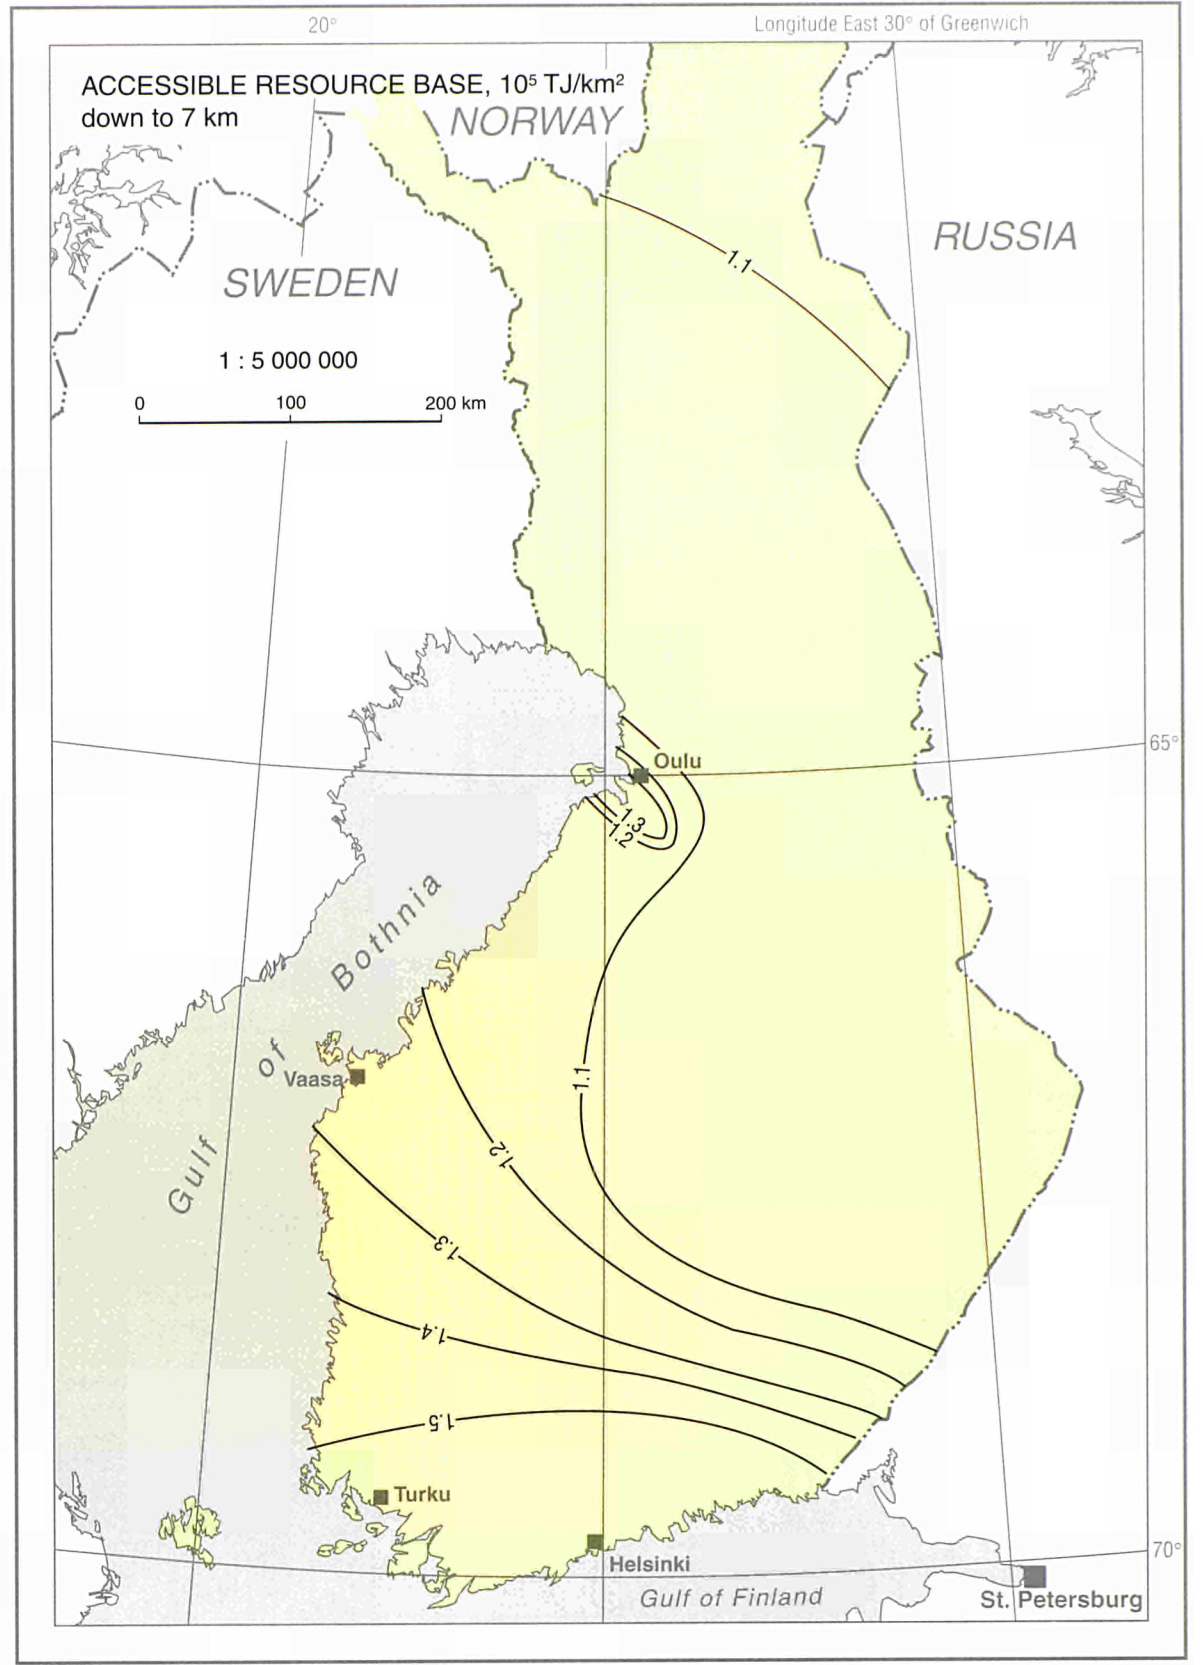 20°
Longitude East 30° of Greenwich
ACCESSIBLE RESOURCE BASE, 10⁵ TJ/km²
down to 7 km
NORWAY
RUSSIA
1.1
SWEDEN
1 : 5 000 000
0 100 200 km
65°
Oulu
1.3
1.2
Gulf of Bothnia
Vaasa
1.1
1.2
1.3
1.4
1.5
Turku
Helsinki
70°
Gulf of Finland
St. Petersburg